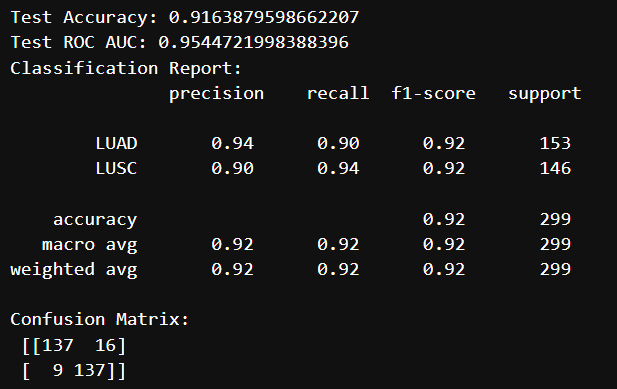 Test Accuracy: 0.9163879598662207
Test ROC AUC: 0.9544721998388396
Classification Report:
              precision    recall  f1-score   support

        LUAD       0.94      0.90      0.92       153
        LUSC       0.90      0.94      0.92       146

    accuracy                           0.92       299
   macro avg       0.92      0.92      0.92       299
weighted avg       0.92      0.92      0.92       299

Confusion Matrix:
 [[137  16]
 [  9 137]]